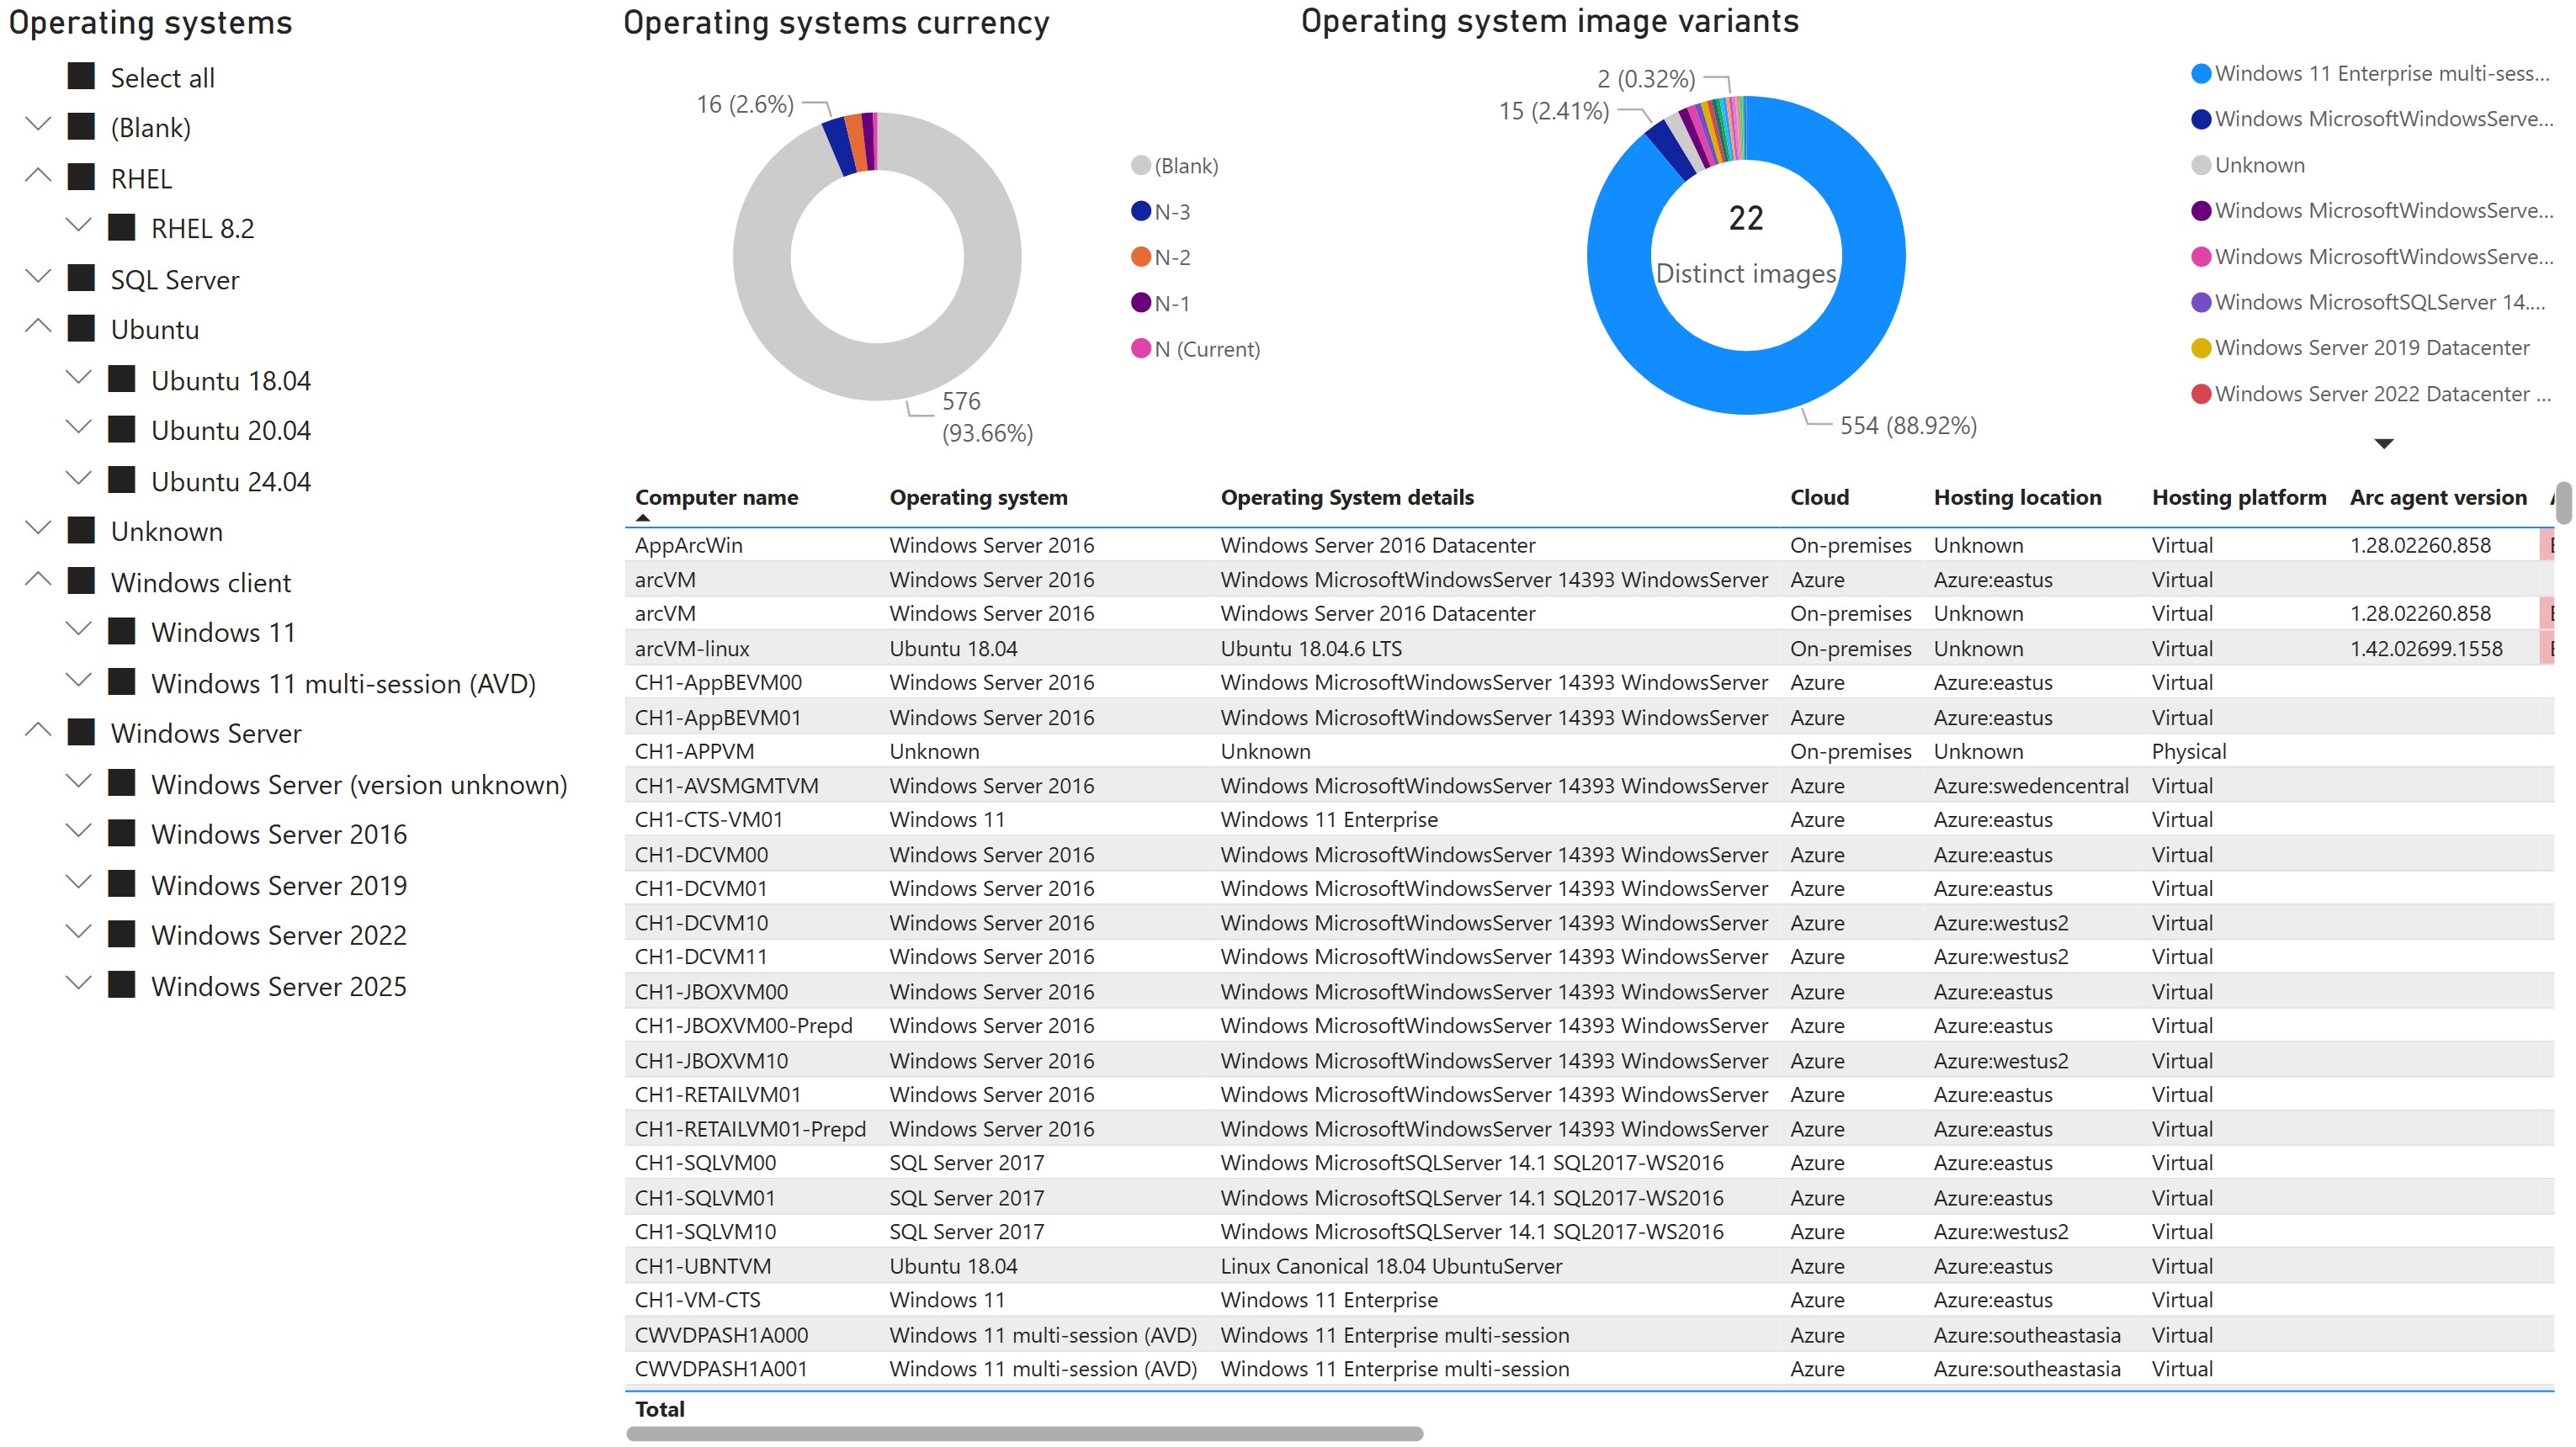 Operating systems
Select all
(Blank)
RHEL
RHEL 8.2
SQL Server
Ubuntu
Ubuntu 18.04
Ubuntu 20.04
Ubuntu 24.04
Unknown
Windows client
Windows 11
Windows 11 multi-session (AVD)
Windows Server
Windows Server (version unknown)
Windows Server 2016
Windows Server 2019
Windows Server 2022
Windows Server 2025
Operating systems currency
16 (2.6%)
576
(93.66%)
(Blank)
N-3
N-2
N-1
N (Current)
Operating system image variants
2 (0.32%)
15 (2.41%)
22
Distinct images
554 (88.92%)
Windows 11 Enterprise multi-sess...
Windows MicrosoftWindowsServe...
Unknown
Windows MicrosoftWindowsServe...
Windows MicrosoftWindowsServe...
Windows MicrosoftSQLServer 14....
Windows Server 2019 Datacenter
Windows Server 2022 Datacenter ...
Computer name Operating system Operating System details Cloud Hosting location Hosting platform Arc agent version
AppArcWin Windows Server 2016 Windows Server 2016 Datacenter On-premises Unknown Virtual 1.28.02260.858
arcVM Windows Server 2016 Windows MicrosoftWindowsServer 14393 WindowsServer Azure Azure:eastus Virtual
arcVM Windows Server 2016 Windows Server 2016 Datacenter On-premises Unknown Virtual 1.28.02260.858
arcVM-linux Ubuntu 18.04 Ubuntu 18.04.6 LTS On-premises Unknown Virtual 1.42.02699.1558
CH1-AppBEVM00 Windows Server 2016 Windows MicrosoftWindowsServer 14393 WindowsServer Azure Azure:eastus Virtual
CH1-AppBEVM01 Windows Server 2016 Windows MicrosoftWindowsServer 14393 WindowsServer Azure Azure:eastus Virtual
CH1-APPVM Unknown Unknown On-premises Unknown Physical
CH1-AVSMGMTVM Windows Server 2016 Windows MicrosoftWindowsServer 14393 WindowsServer Azure Azure:swedencentral Virtual
CH1-CTS-VM01 Windows 11 Windows 11 Enterprise Azure Azure:eastus Virtual
CH1-DCVM00 Windows Server 2016 Windows MicrosoftWindowsServer 14393 WindowsServer Azure Azure:eastus Virtual
CH1-DCVM01 Windows Server 2016 Windows MicrosoftWindowsServer 14393 WindowsServer Azure Azure:eastus Virtual
CH1-DCVM10 Windows Server 2016 Windows MicrosoftWindowsServer 14393 WindowsServer Azure Azure:westus2 Virtual
CH1-DCVM11 Windows Server 2016 Windows MicrosoftWindowsServer 14393 WindowsServer Azure Azure:westus2 Virtual
CH1-JBOXVM00 Windows Server 2016 Windows MicrosoftWindowsServer 14393 WindowsServer Azure Azure:eastus Virtual
CH1-JBOXVM00-Prepd Windows Server 2016 Windows MicrosoftWindowsServer 14393 WindowsServer Azure Azure:eastus Virtual
CH1-JBOXVM10 Windows Server 2016 Windows MicrosoftWindowsServer 14393 WindowsServer Azure Azure:westus2 Virtual
CH1-RETAILVM01 Windows Server 2016 Windows MicrosoftWindowsServer 14393 WindowsServer Azure Azure:eastus Virtual
CH1-RETAILVM01-Prepd Windows Server 2016 Windows MicrosoftWindowsServer 14393 WindowsServer Azure Azure:eastus Virtual
CH1-SQLVM00 SQL Server 2017 Windows MicrosoftSQLServer 14.1 SQL2017-WS2016 Azure Azure:eastus Virtual
CH1-SQLVM01 SQL Server 2017 Windows MicrosoftSQLServer 14.1 SQL2017-WS2016 Azure Azure:eastus Virtual
CH1-SQLVM10 SQL Server 2017 Windows MicrosoftSQLServer 14.1 SQL2017-WS2016 Azure Azure:westus2 Virtual
CH1-UBNTVM Ubuntu 18.04 Linux Canonical 18.04 UbuntuServer Azure Azure:eastus Virtual
CH1-VM-CTS Windows 11 Windows 11 Enterprise Azure Azure:eastus Virtual
CWVDPASH1A000 Windows 11 multi-session (AVD) Windows 11 Enterprise multi-session Azure Azure:southeastasia Virtual
CWVDPASH1A001 Windows 11 multi-session (AVD) Windows 11 Enterprise multi-session Azure Azure:southeastasia Virtual
Total